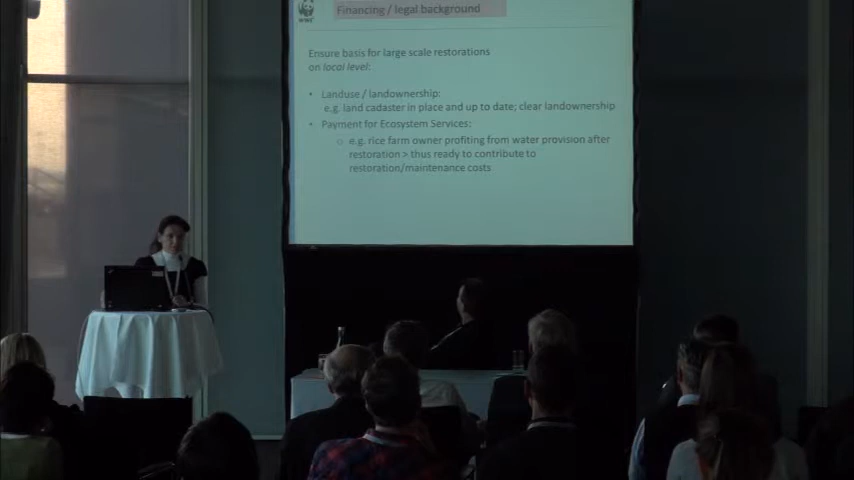 WWF
Financing / legal background
Ensure basis for large scale restorations
on local level:
• Landuse / landownership:
e.g. land cadaster in place and up to date; clear landownership
• Payment for Ecosystem Services:
○ e.g. rice farm owner profiting from water provision after
restoration > thus ready to contribute to
restoration/maintenance costs